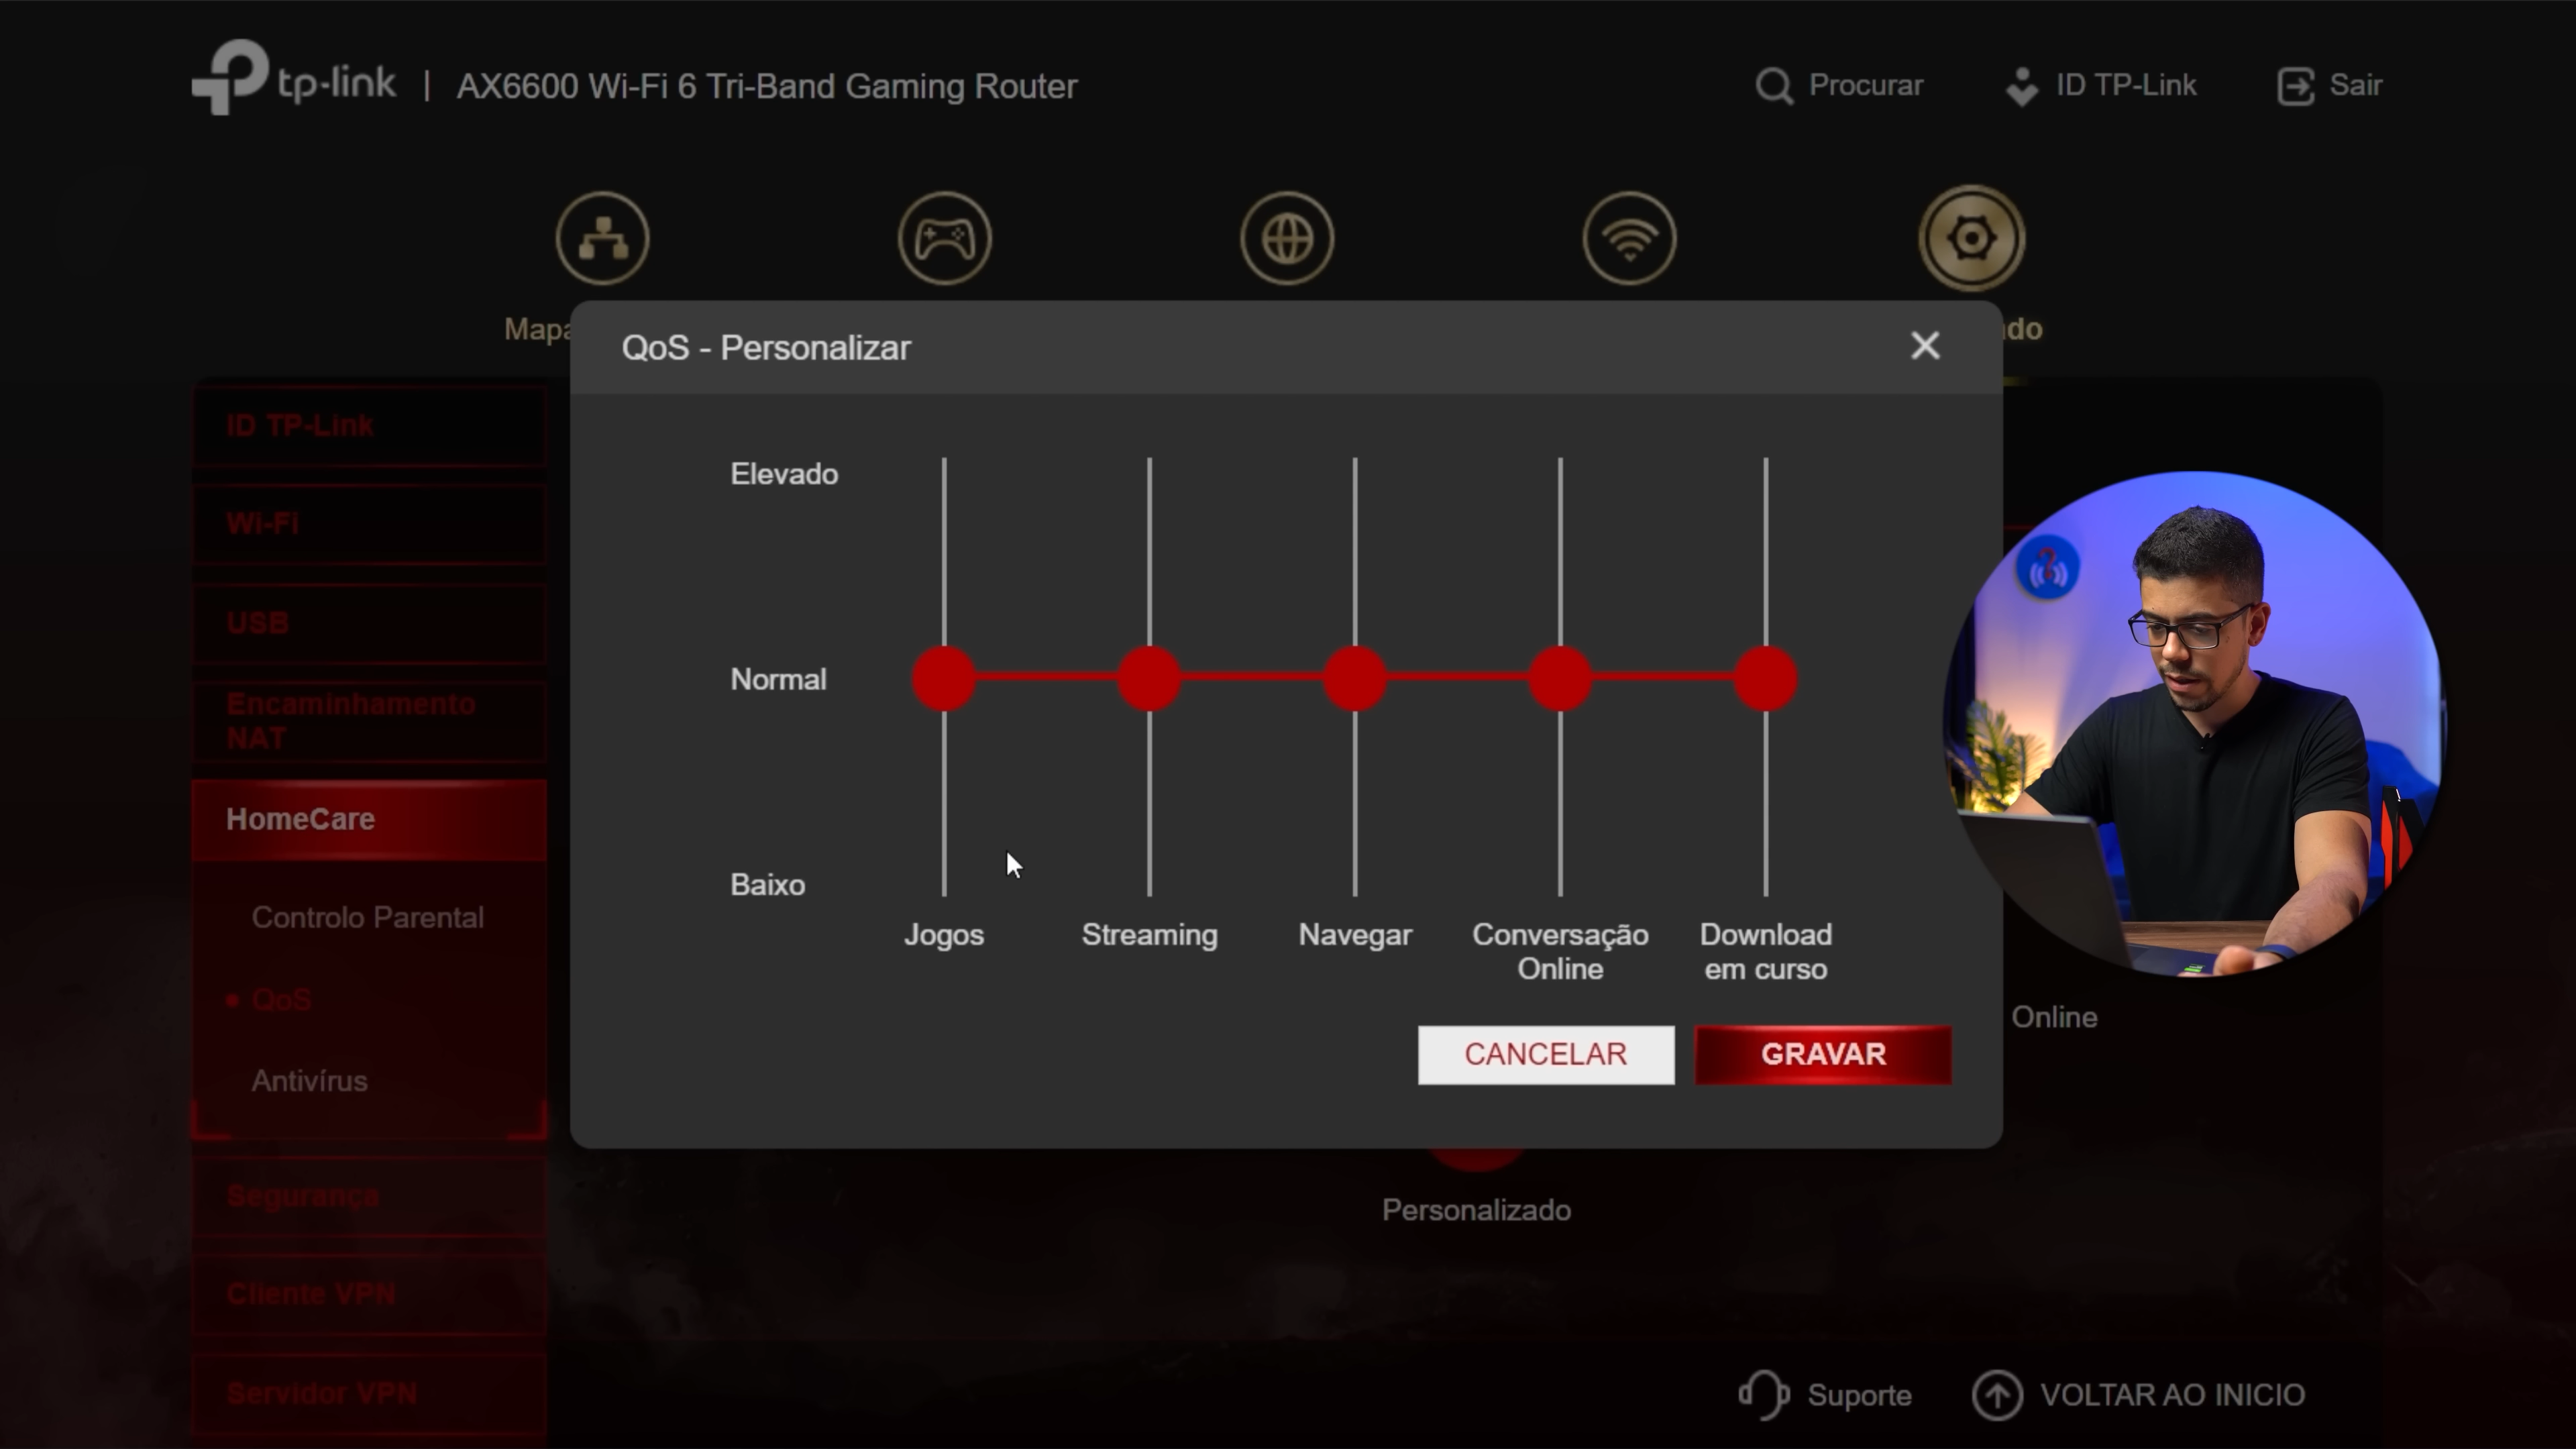 tp-link | AX6600 Wi-Fi 6 Tri-Band Gaming Router
Procurar
ID TP-Link
Sair
QoS - Personalizar
ID TP-Link
Wi-Fi
USB
Encaminhamento
NAT
HomeCare
Controlo Parental
QoS
Antivírus
Segurança
Cliente VPN
Servidor VPN
Elevado
Normal
Baixo
Jogos
Streaming
Navegar
Conversação
Online
Download
em curso
CANCELAR
GRAVAR
Online
Personalizado
Suporte
VOLTAR AO INICIO